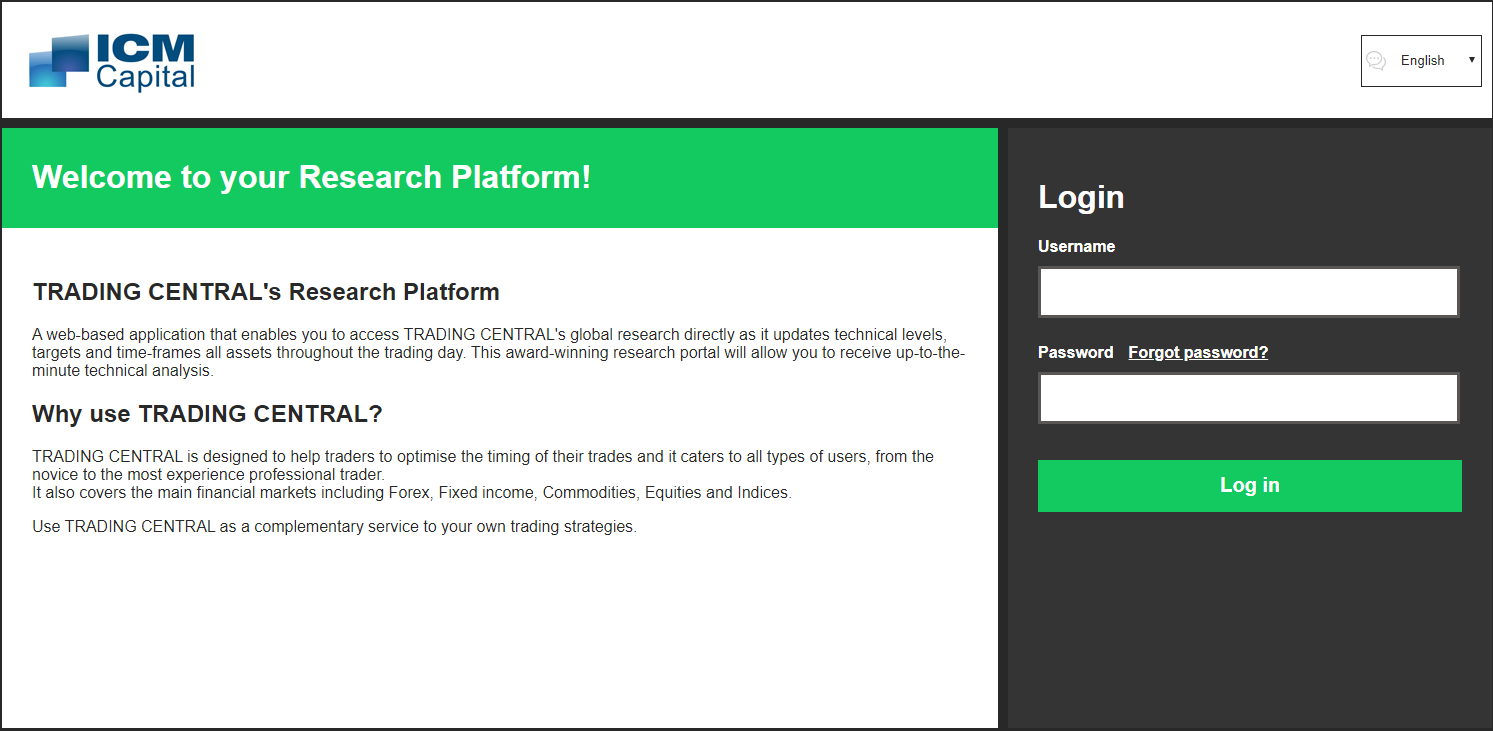 ICM
Capital
English
Welcome to your Research Platform!
TRADING CENTRAL's Research Platform
A web-based application that enables you to access TRADING CENTRAL's global research directly as it updates technical levels,
targets and time-frames all assets throughout the trading day. This award-winning research portal will allow you to receive up-to-the-
minute technical analysis.
Why use TRADING CENTRAL?
TRADING CENTRAL is designed to help traders to optimise the timing of their trades and it caters to all types of users, from the
novice to the most experience professional trader.
It also covers the main financial markets including Forex, Fixed income, Commodities, Equities and Indices.
Use TRADING CENTRAL as a complementary service to your own trading strategies.
Login
Username
Password Forgot password?
Log in